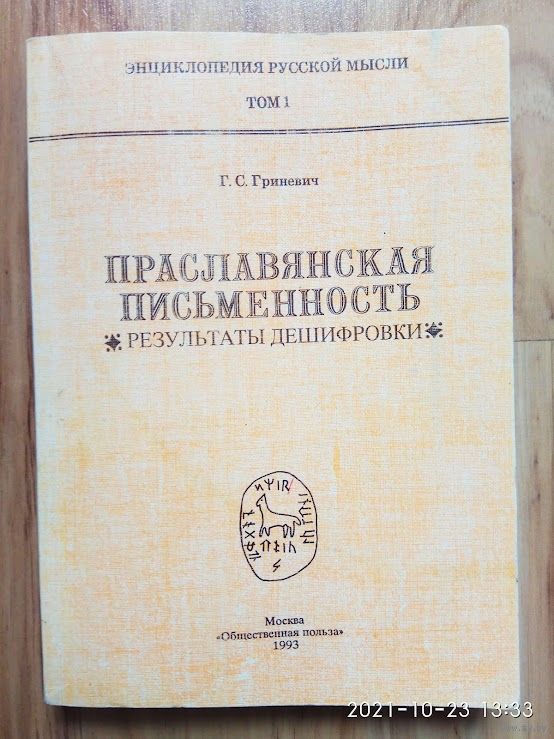 ЭНЦИКЛОПЕДИЯ РУССКОЙ МЫСЛИ
ТОМ 1
Г. С. Гриневич
ПРАСЛАВЯНСКАЯ
ПИСЬМЕННОСТЬ
РЕЗУЛЬТАТЫ ДЕШИФРОВКИ
Москва
«Общественная польза»
1993
2021-10-23 13:33